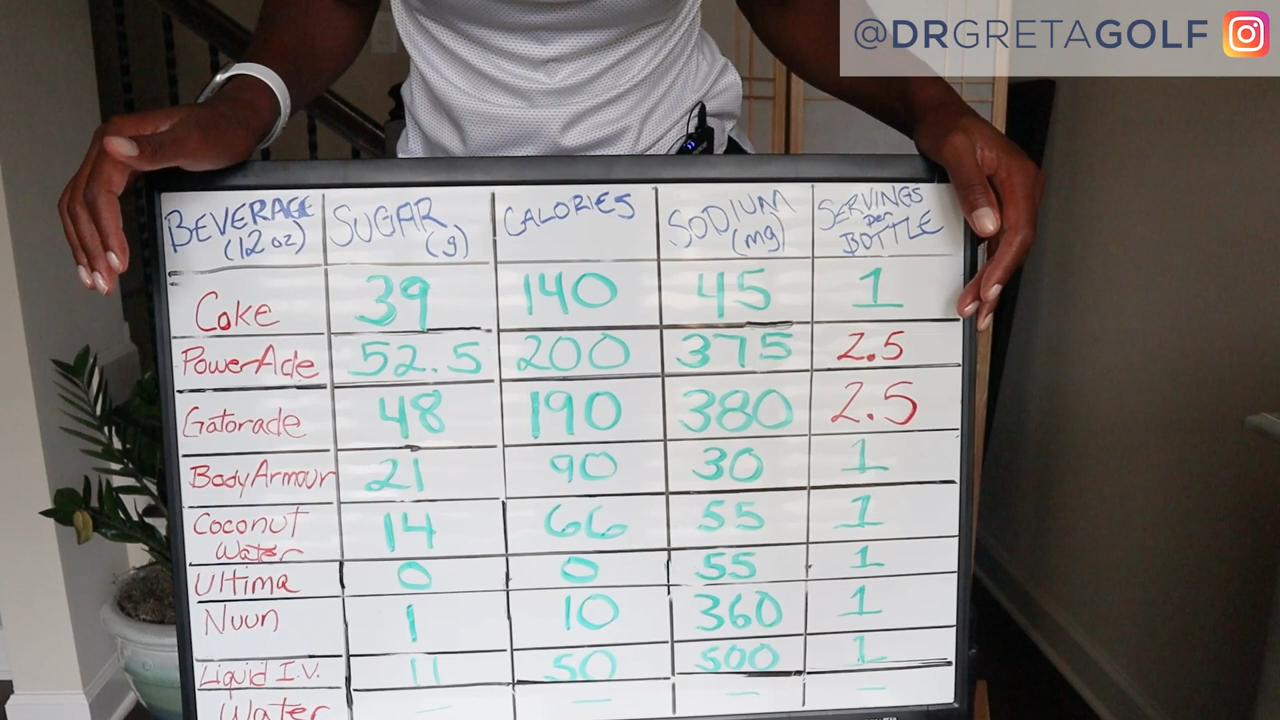 @DRGRETAGOLF
BEVERAGE (12 oz) SUGAR (g) CALORIES SODIUM (mg) SERVINGS per BOTTLE
Coke 39 140 45 1
PowerAde 52.5 200 375 2.5
Gatorade 48 190 380 2.5
BodyArmour 21 90 30 1
Coconut Water 14 66 55 1
Ultima 0 0 55 1
Nuun 1 10 360 1
Liquid I.V. 11 50 500 1
Water — — — —